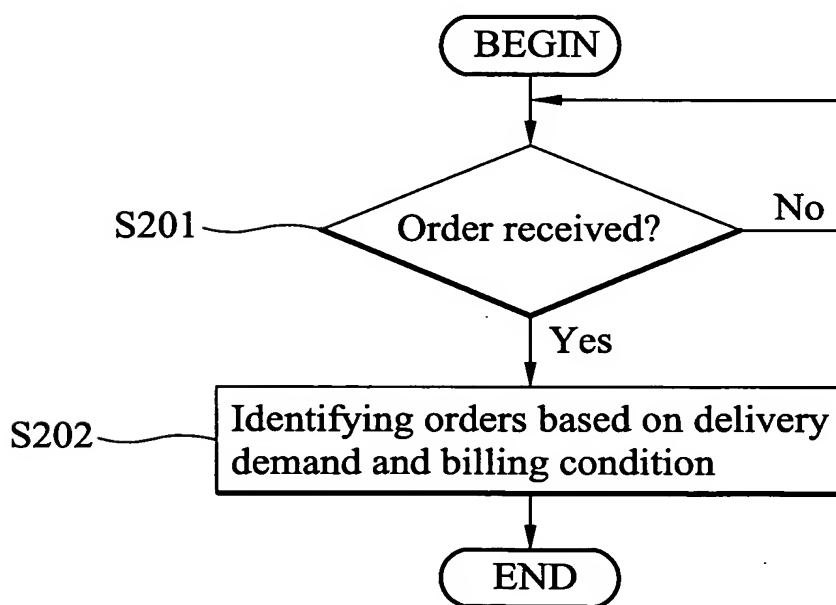 BEGIN
S201
Order received?
No
Yes
S202
Identifying orders based on delivery
demand and billing condition
END